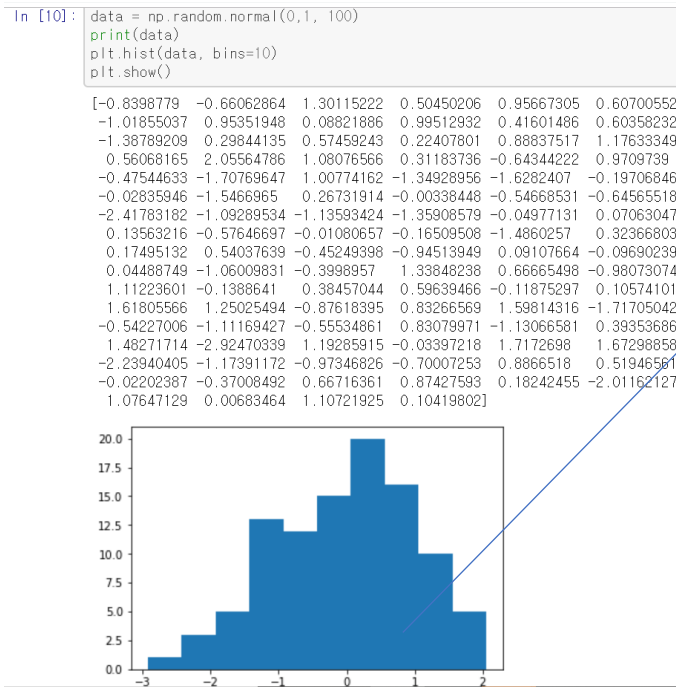 In [10]: data = np.random.normal(0,1, 100)
print(data)
plt.hist(data, bins=10)
plt.show()
[-0.8398779 -0.66062864 1.30115222 0.50450206 0.95667305 0.60700552
-1.01855037 0.95351948 0.08821886 0.99512932 0.41601486 0.60358232
-1.38789209 0.29844135 0.57459243 0.22407801 0.88837517 1.17633349
0.56068165 2.05564786 1.08076566 0.31183736 -0.64344222 0.9709739
-0.47544633 -1.70769647 1.00774162 -1.34928956 -1.6282407 -0.19706846
-0.02835946 -1.5466965 0.26731914 -0.00338448 -0.54668531 -0.64565518
-2.41783182 -1.09289534 -1.13593424 -1.35908579 -0.04977131 0.07063047
0.13563216 -0.57646697 -0.01080657 -0.16509508 -1.4860257 0.32366803
0.17495132 0.54037639 -0.45249398 -0.94513949 0.09107664 -0.09690239
0.04488749 -1.06009831 -0.3998957 1.33848238 0.66665498 -0.98073074
1.11223601 -0.1388641 0.38457044 0.59639466 -0.11875297 0.10574101
1.61805566 1.25025494 -0.87618395 0.83266569 1.59814316 -1.71705042
-0.54227006 -1.11169427 -0.55534861 0.83079971 -1.13066581 0.39353686
1.48271714 -2.92470339 1.19285915 -0.03397218 1.7172698 1.67298858
-2.23940405 -1.17391172 -0.97346826 -0.70007253 0.8866518 0.51946561
-0.02202387 -0.37008492 0.66716361 0.87427593 0.18242455 -2.01162127
1.07647129 0.00683464 1.10721925 0.10419802]
20.0
17.5
15.0
12.5
10.0
7.5
5.0
2.5
0.0
-3 -2 -1 0 1 2